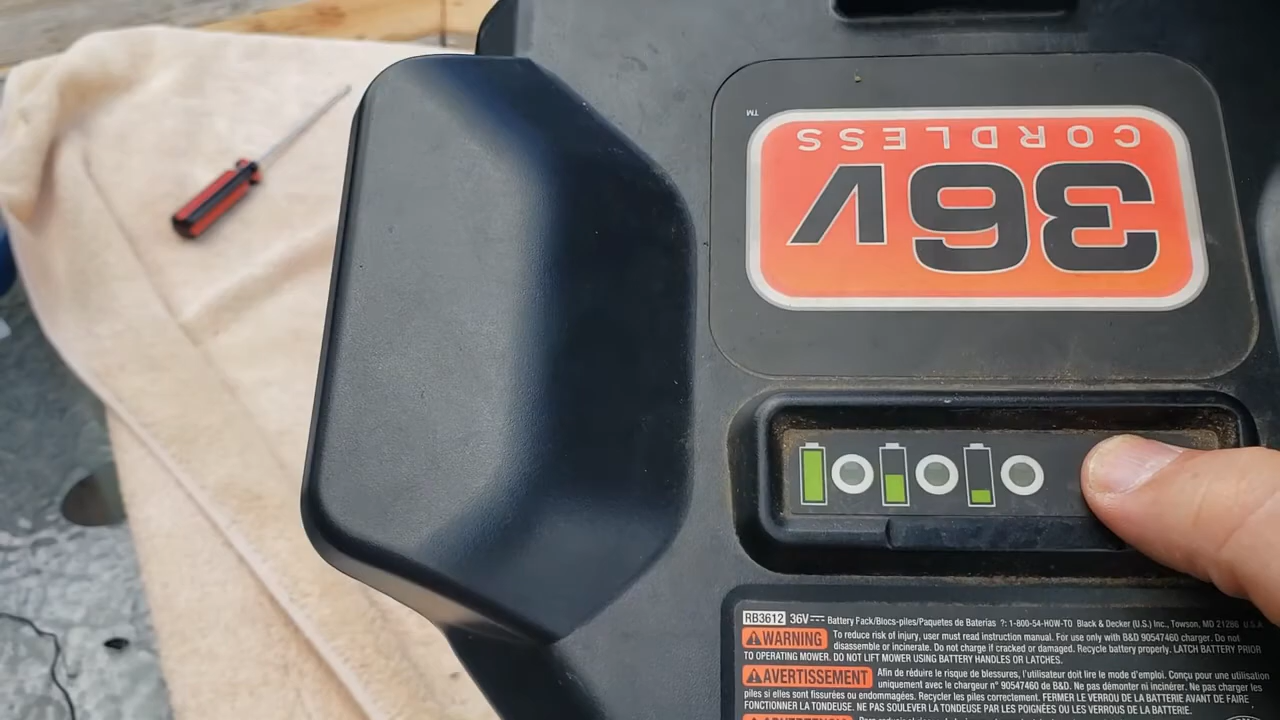 ™
CORDLESS
36V
RB3612 36V Battery Pack/Blocs-piles/Paquetes de Baterias ?: 1-800-54-HOW-TO Black & Decker (U.S.) Inc., Towson, MD 21286 U.S.A.
WARNING To reduce risk of injury, user must read instruction manual. For use only with B&D 90547460 charger. Do not
disassemble or incinerate. Do not charge if cracked or damaged. Recycle battery properly. LATCH BATTERY PRIOR
TO OPERATING MOWER. DO NOT LIFT MOWER USING BATTERY HANDLES OR LATCHES.
AVERTISSEMENT Afin de réduire le risque de blessures, l'utilisateur doit lire le mode d'emploi. Conçu pour une utilisation
uniquement avec le chargeur n° 90547460 de B&D. Ne pas démonter ni incinérer. Ne pas charger les
piles si elles sont fissurées ou endommagées. Recycler les piles correctement. FERMER LE VERROU DE LA BATTERIE AVANT DE FAIRE
FONCTIONNER LA TONDEUSE. NE PAS SOULEVER LA TONDEUSE PAR LES POIGNÉES OU LES VERROUS DE LA BATTERIE.